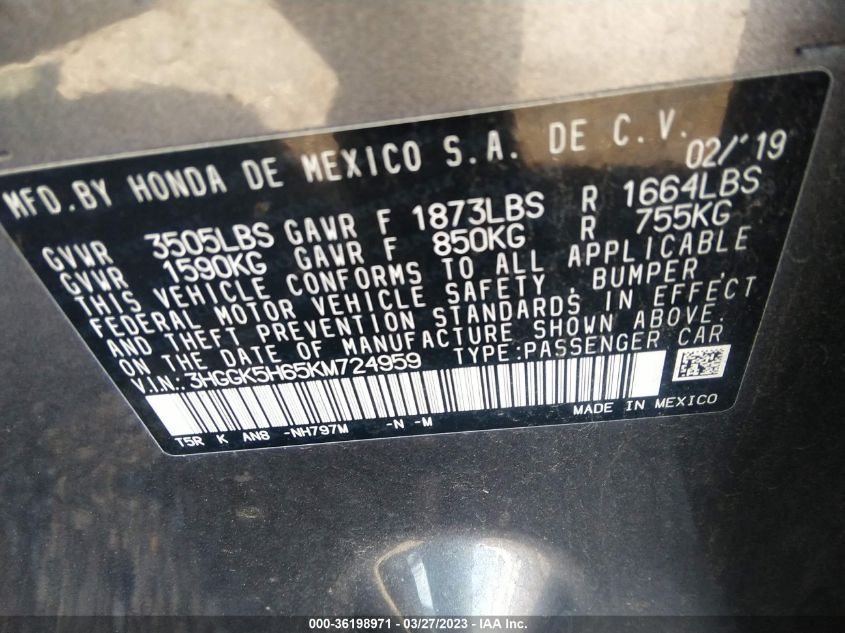 MFD. BY HONDA DE MEXICO S.A. DE C.V. 02/'19
GVWR 3505LBS GAWR F 1873LBS R 1664LBS
GVWR 1590KG GAWR F 850KG R 755KG
THIS VEHICLE CONFORMS TO ALL APPLICABLE
FEDERAL MOTOR VEHICLE SAFETY, BUMPER,
AND THEFT PREVENTION STANDARDS IN EFFECT
ON THE DATE OF MANUFACTURE SHOWN ABOVE.
V.I.N: 3HGGK5H65KM724959 TYPE:PASSENGER CAR
MADE IN MEXICO
T5R K AN8 -NH797M -N -M
000-36198971 - 03/27/2023 - © IAA Inc.